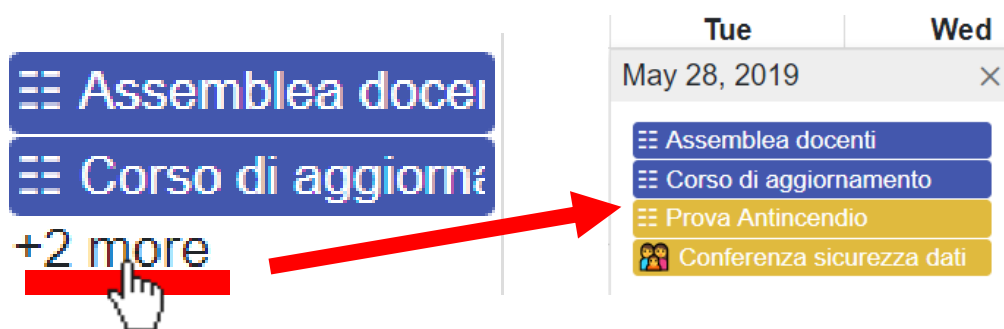 Assemblea docen
Corso di aggiorna
+2 more
Tue
Wed
May 28, 2019
Assemblea docenti
Corso di aggiornamento
Prova Antincendio
Conferenza sicurezza dati